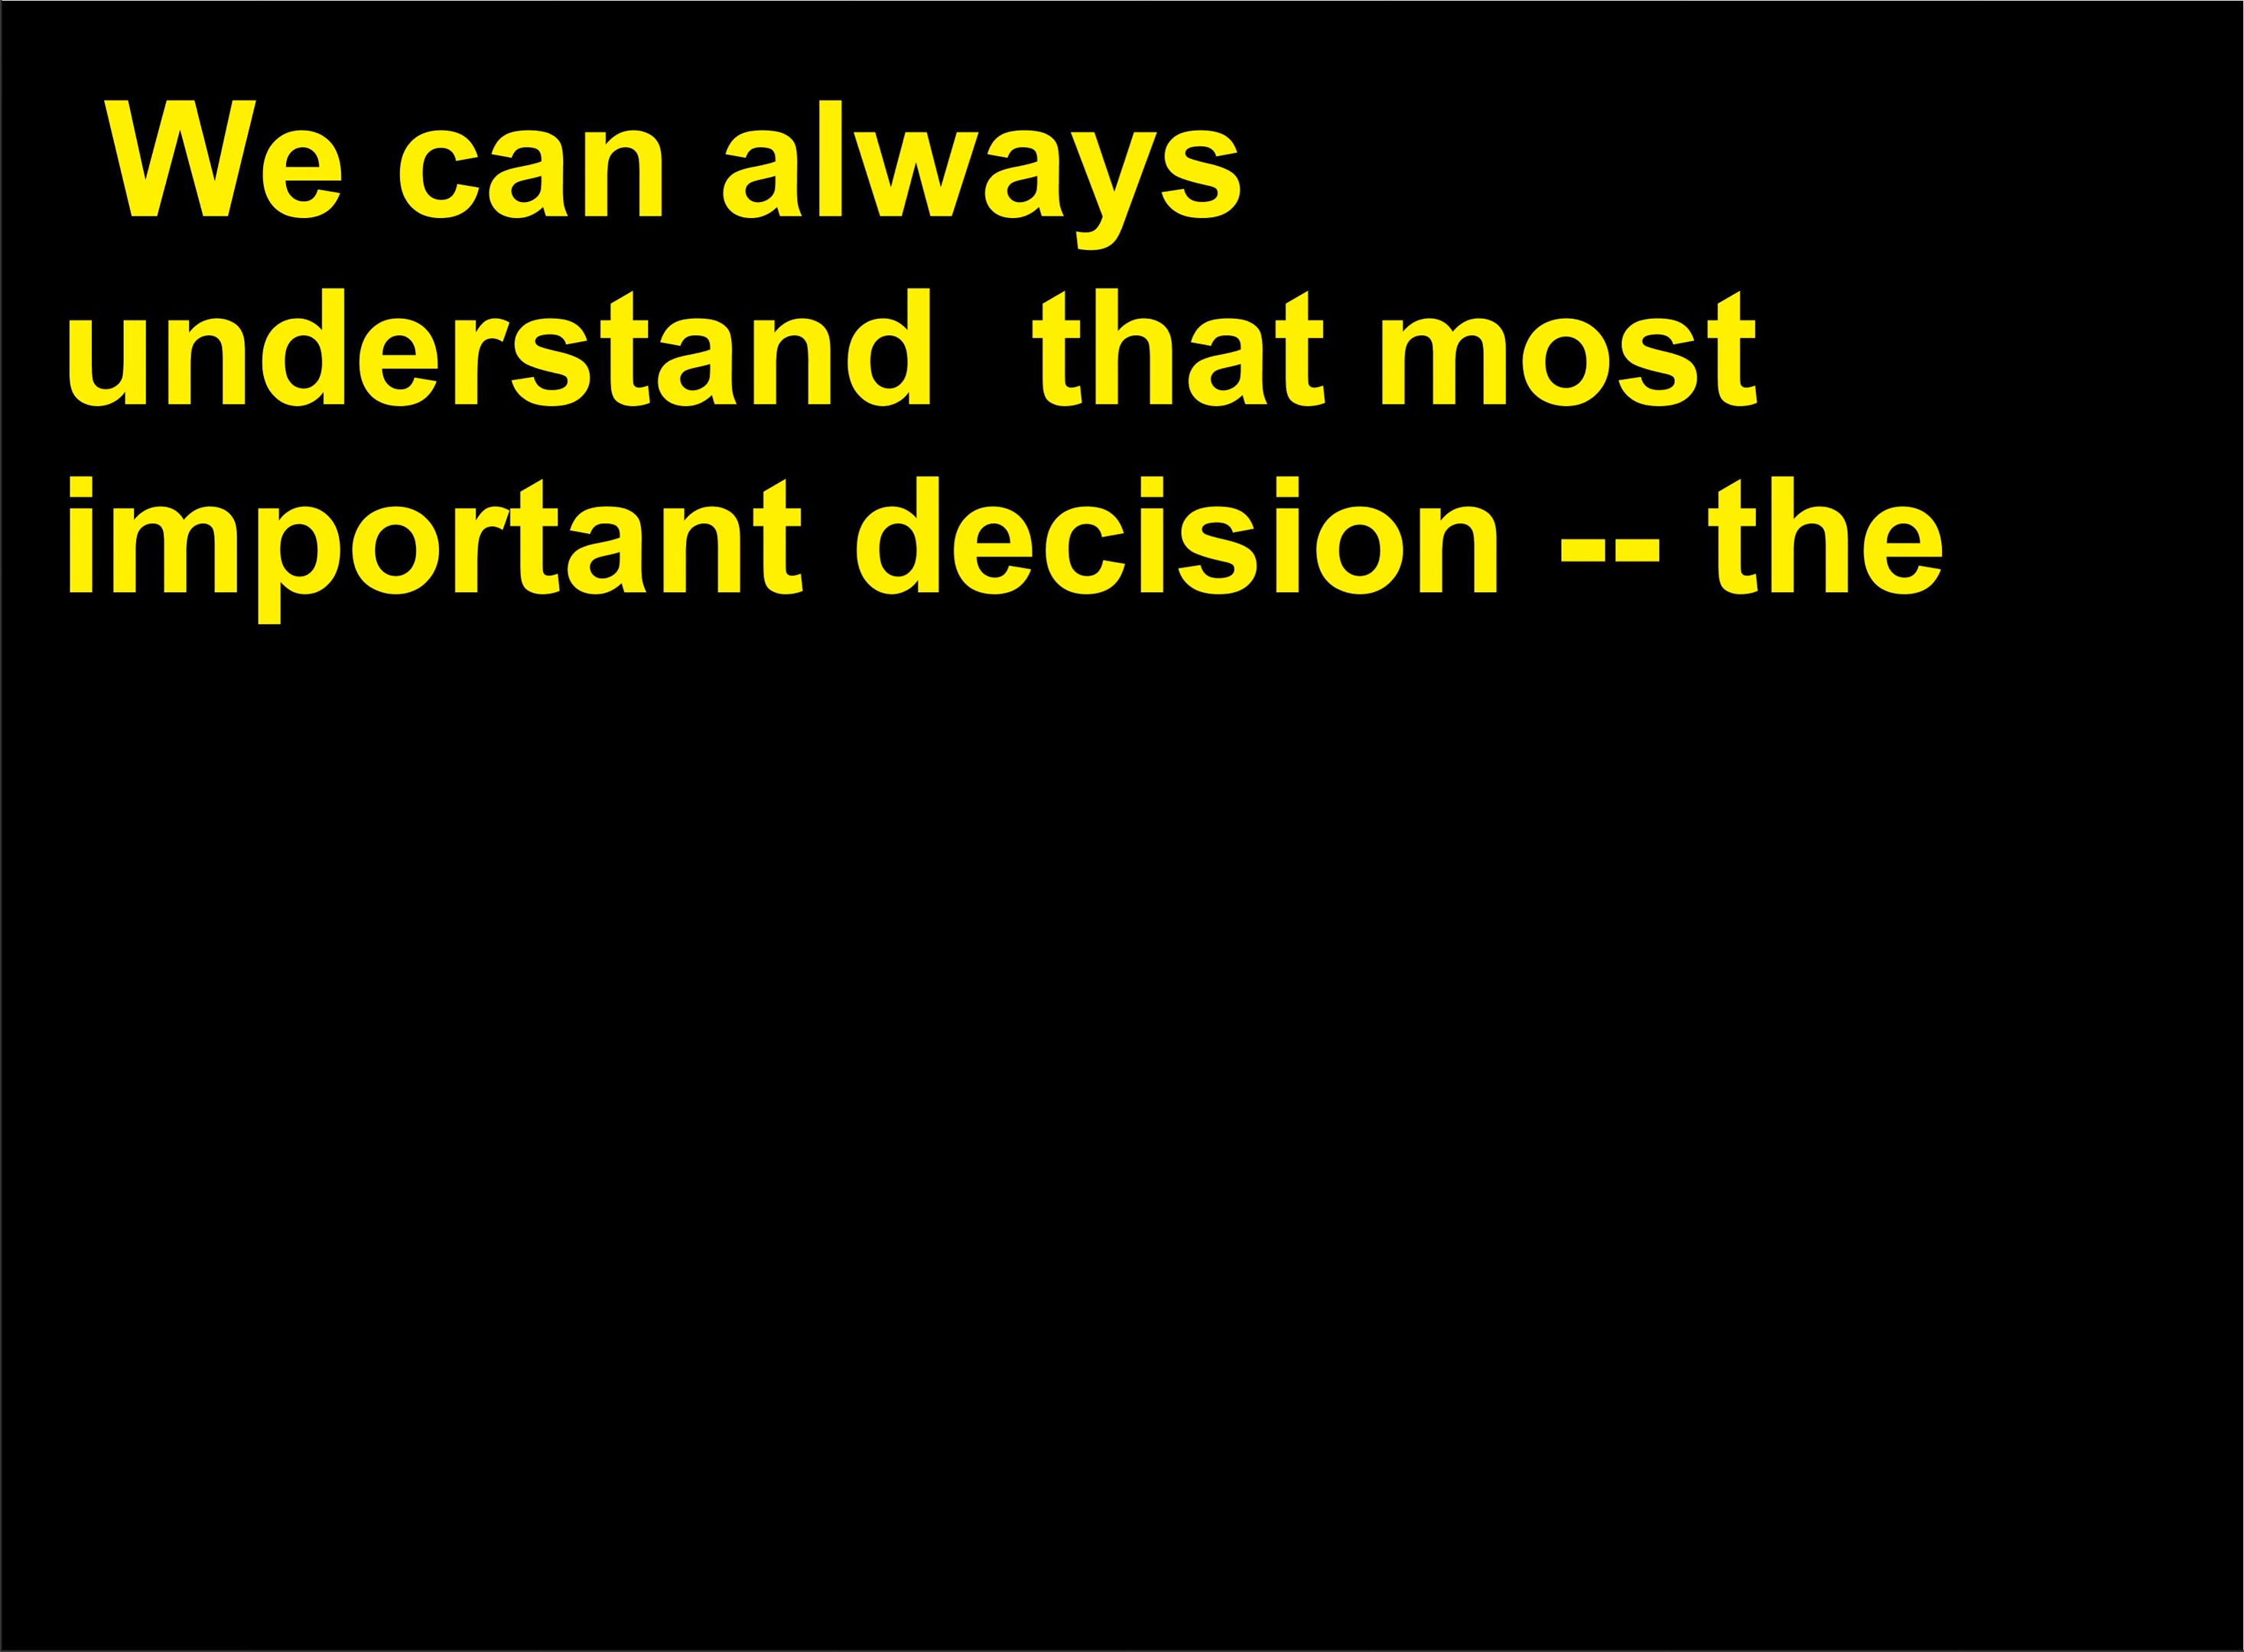 We can always
understand  that most
important decision --  the